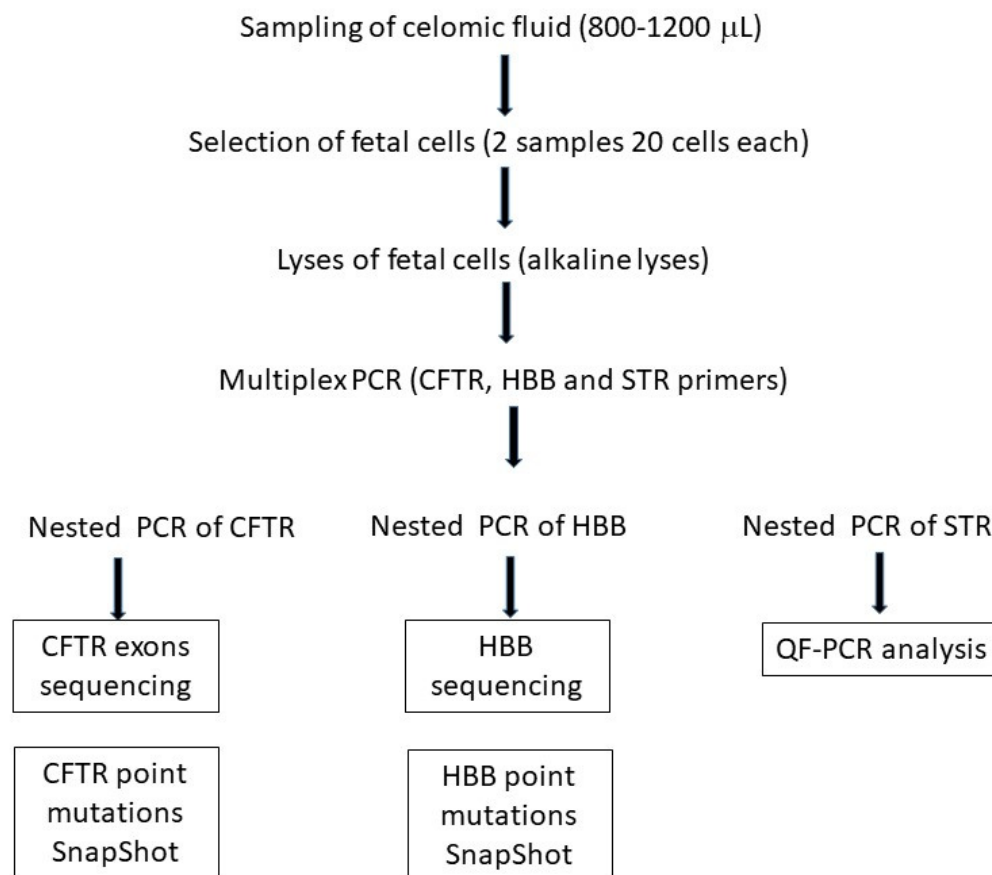 Sampling of celomic fluid (800-1200 μL)
Selection of fetal cells (2 samples 20 cells each)
Lyses of fetal cells (alkaline lyses)
Multiplex PCR (CFTR, HBB and STR primers)
Nested PCR of CFTR
Nested PCR of HBB
Nested PCR of STR
CFTR exons
sequencing
HBB
sequencing
QF-PCR analysis
CFTR point
mutations
SnapShot
HBB point
mutations
SnapShot